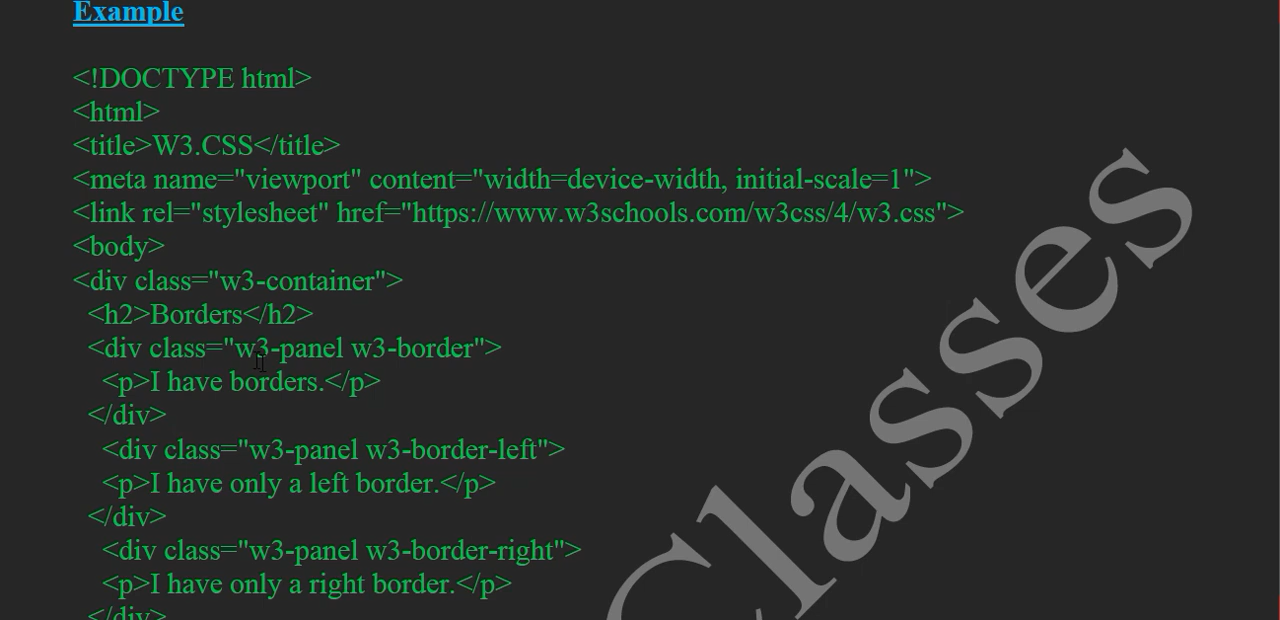 Example
<!DOCTYPE html>
<html>
<title>W3.CSS</title>
<meta name="viewport" content="width=device-width, initial-scale=1">
<link rel="stylesheet" href="https://www.w3schools.com/w3css/4/w3.css">
<body>
<div class="w3-container">
<h2>Borders</h2>
<div class="w3-panel w3-border">
<p>I have borders.</p>
</div>
<div class="w3-panel w3-border-left">
<p>I have only a left border.</p>
</div>
<div class="w3-panel w3-border-right">
<p>I have only a right border.</p>
</div>
Classes